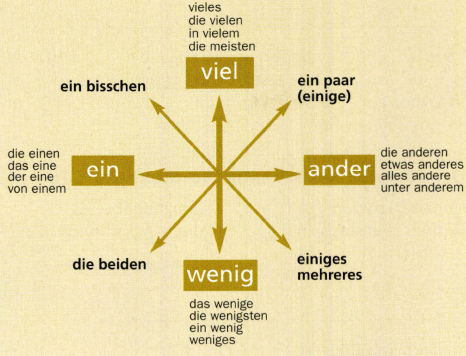 vieles
die vielen
in vielem
die meisten
viel
ein bisschen
ein paar
(einige)
die einen
das eine
der eine
von einem
ein
ander
die anderen
etwas anderes
alles andere
unter anderem
die beiden
einiges
mehreres
wenig
das wenige
die wenigsten
ein wenig
weniges